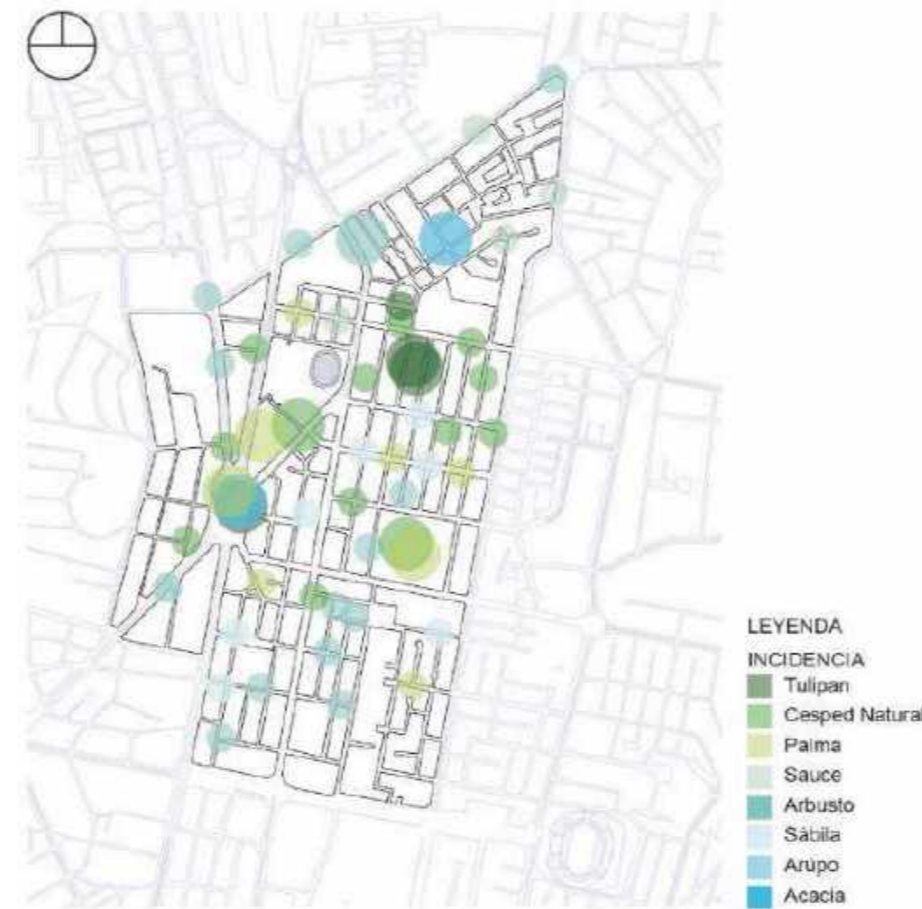 LEYENDA
INCIDENCIA
Tulipan
Cesped Natural
Palma
Sauce
Arbusto
Sábila
Arupo
Acacia